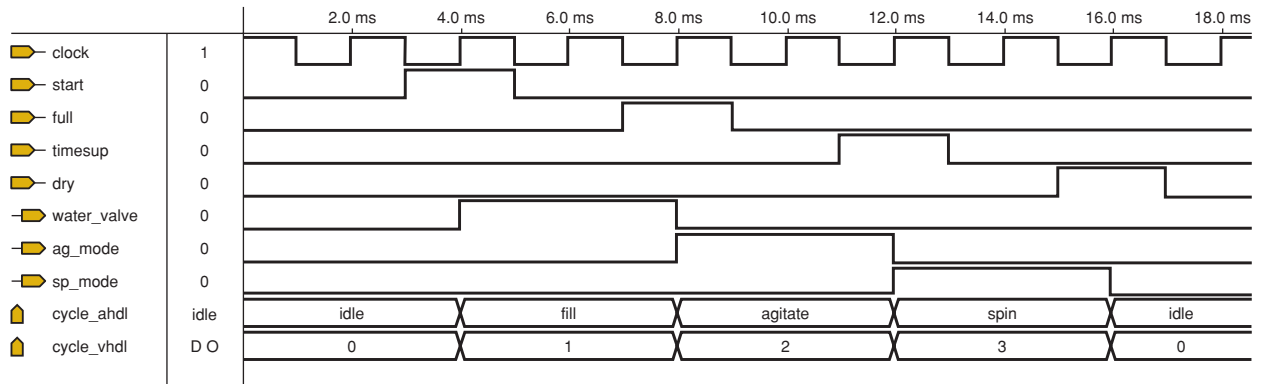 2.0 ms 4.0 ms 6.0 ms 8.0 ms 10.0 ms 12.0 ms 14.0 ms 16.0 ms 18.0 ms
clock 1
start 0
full 0
timesup 0
dry 0
water_valve 0
ag_mode 0
sp_mode 0
cycle_ahdl idle idle fill agitate spin idle
cycle_vhdl D O 0 1 2 3 0